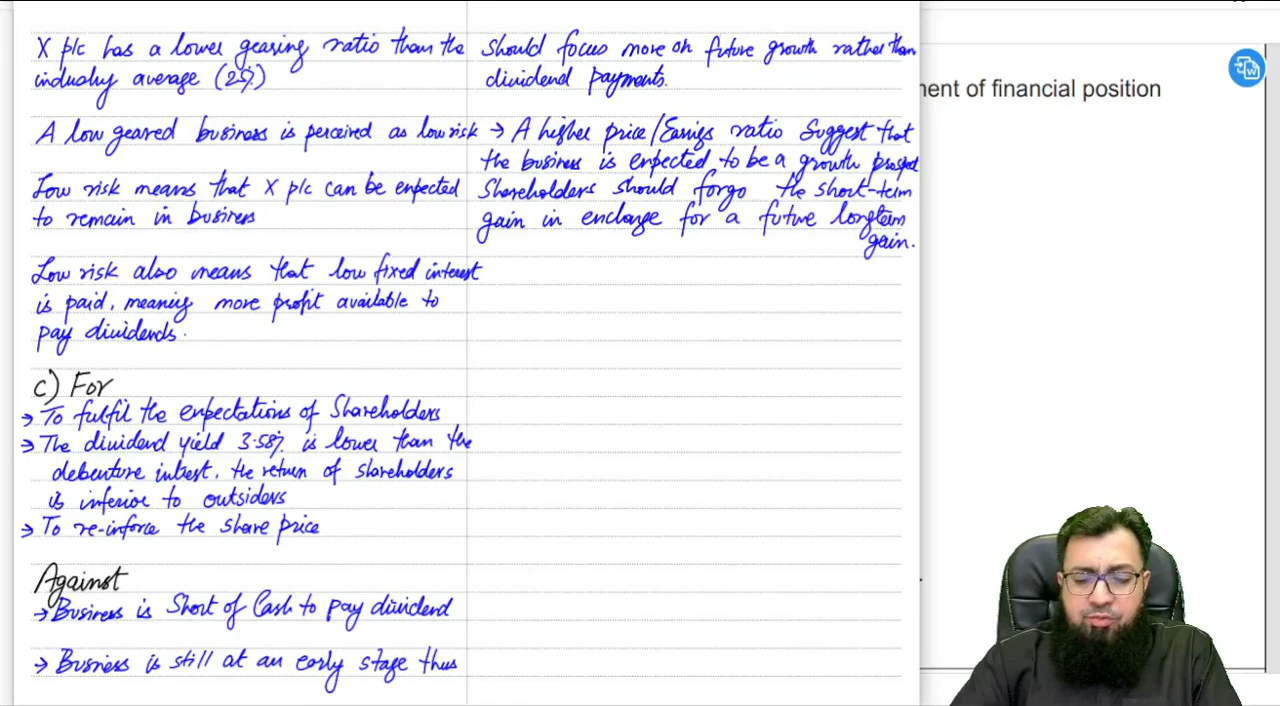 X plc has a lower gearing ratio than the
industry average (25%)
A low geared business is perceived as low risk
Low risk means that X plc can be expected
to remain in business
Low risk also means that low fixed interest
is paid, meaning more profit available to
pay dividends.
c) For
→ To fulfil the expectations of Shareholders
→ The dividend yield 3.58% is lower than the
debenture interest, the return of shareholders
is inferior to outsiders
→ To re-inforce the share price
Against
→ Business is Short of Cash to pay dividend
→ Business is still at an early stage thus
should focus more on future growth rather than
dividend payments.
→ A higher price/Earnigs ratio Suggest that
the business is expected to be a growth prospect
Shareholders should forgo the short-term
gain in exchange for a future longterm
gain.
ent of financial position